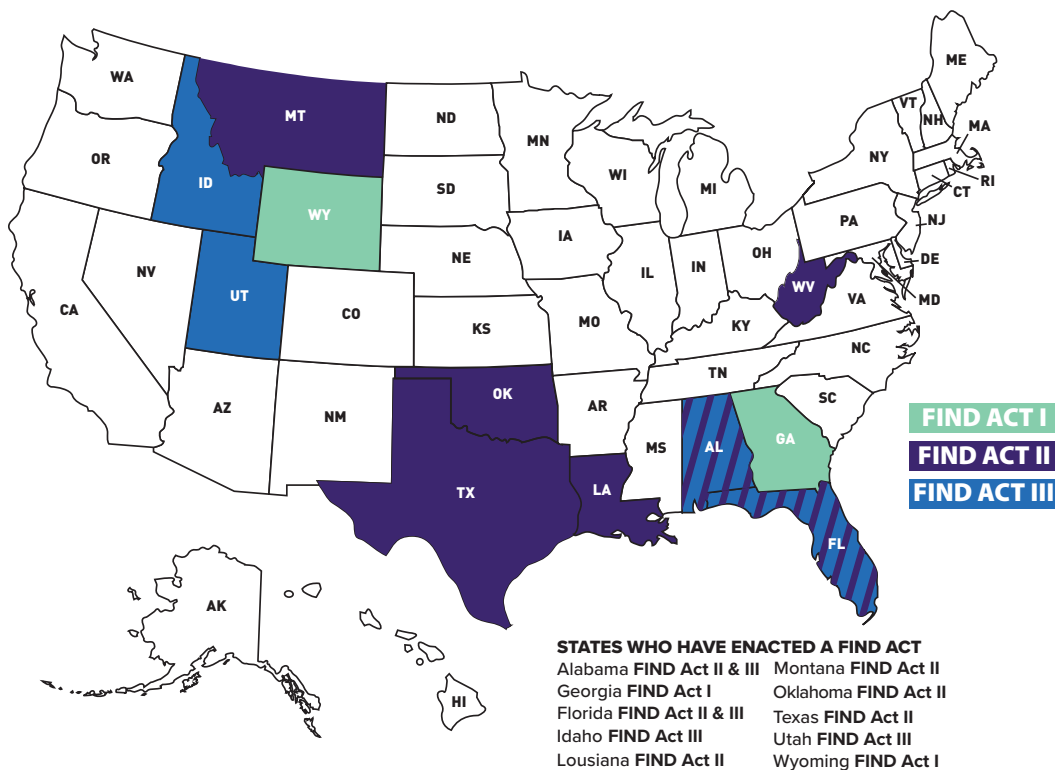 WA
OR
CA
NV
ID
MT
WY
UT
AZ
CO
NM
ND
SD
NE
KS
OK
TX
MN
IA
MO
AR
LA
WI
IL
MS
MI
IN
OH
KY
TN
AL
GA
FL
SC
NC
VA
WV
PA
NY
VT
NH
ME
MA
RI
CT
NJ
DE
MD
AK
HI
FIND ACT I
FIND ACT II
FIND ACT III
STATES WHO HAVE ENACTED A FIND ACT
Alabama FIND Act II & III
Georgia FIND Act I
Florida FIND Act II & III
Idaho FIND Act III
Lousiana FIND Act II
Montana FIND Act II
Oklahoma FIND Act II
Texas FIND Act II
Utah FIND Act III
Wyoming FIND Act I